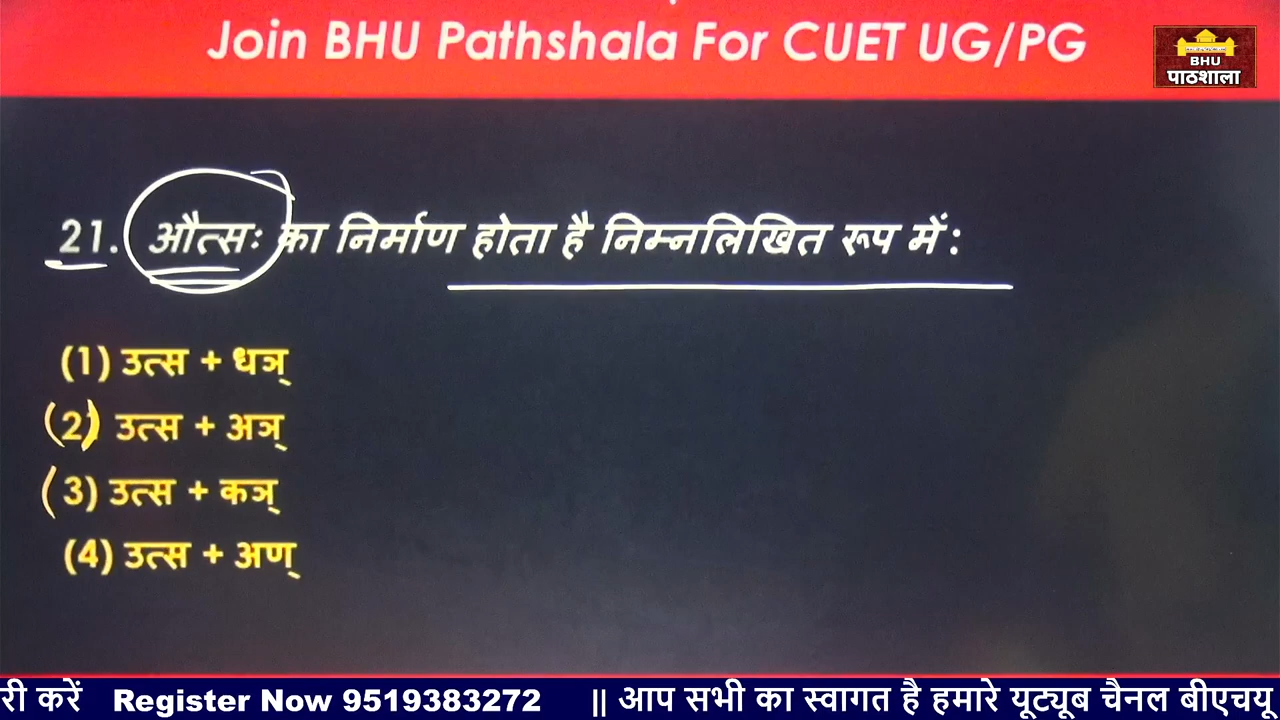 Join BHU Pathshala For CUET UG/PG
BHU
पाठशाला
21. औत्सः का निर्माण होता है निम्नलिखित रूप में :
(1) उत्स + धञ्
(2) उत्स + अञ्
(3) उत्स + कञ्
(4) उत्स + अण्
री करें Register Now 9519383272 || आप सभी का स्वागत है हमारे यूट्यूब चैनल बीएचयू